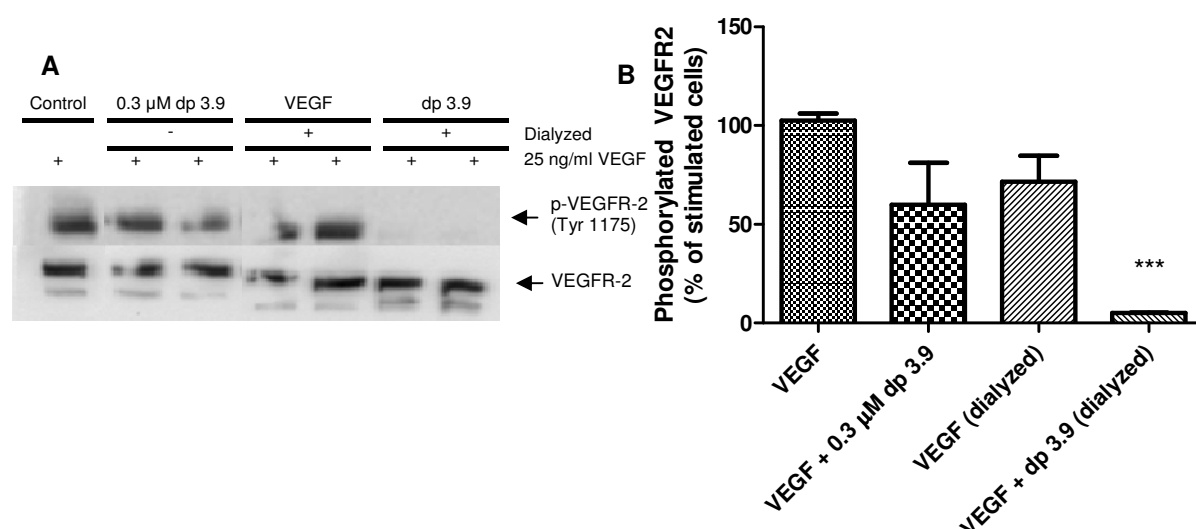 A
Control 0.3 µM dp 3.9 VEGF dp 3.9
- + + Dialyzed
+ + + + + + + 25 ng/ml VEGF
p-VEGFR-2
(Tyr 1175)
VEGFR-2
B
Phosphorylated VEGFR2
(% of stimulated cells)
150
100
50
0
***
VEGF
VEGF + 0.3 µM dp 3.9
VEGF (dialyzed)
VEGF + dp 3.9 (dialyzed)